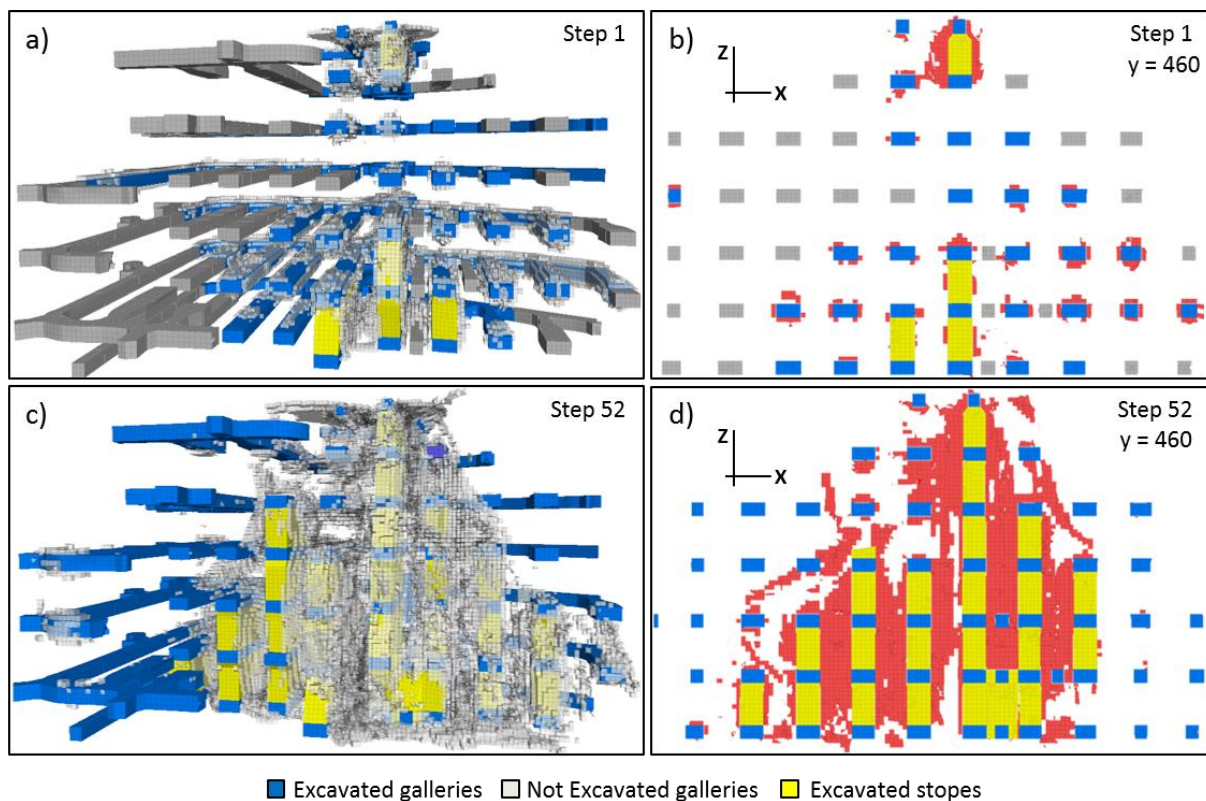 a)
Step 1
b)
Step 1
y = 460
Z
X
c)
Step 52
d)
Step 52
y = 460
Z
X
Excavated galleries
Not Excavated galleries
Excavated stopes